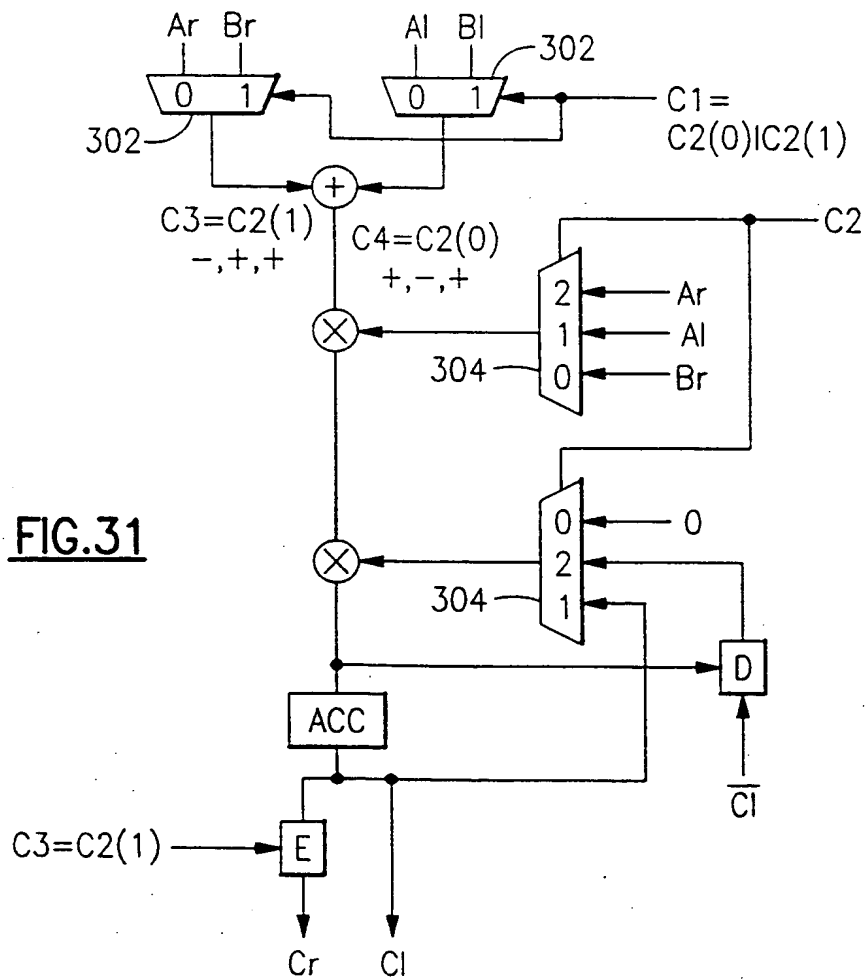 Ar Br
Al Bl
302
0 1
0 1
C1=
C2(0)|C2(1)
302
+
C3=C2(1)
-,+,+
C4=C2(0)
+,-,+
C2
2
Ar
1
Al
304
0
Br
FIG.31
0
0
2
304
1
D
ACC
CI
C3=C2(1)
E
Cr
Cl